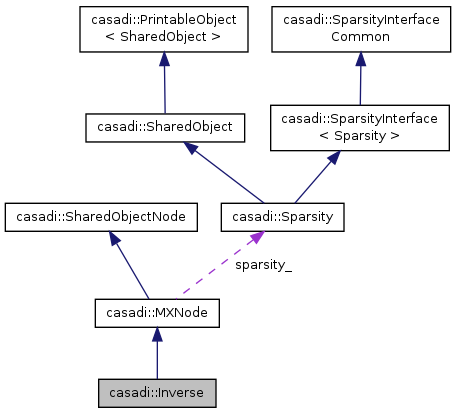 casadi::PrintableObject
< SharedObject >
casadi::SparsityInterface
Common
casadi::SharedObject
casadi::SparsityInterface
< Sparsity >
casadi::SharedObjectNode
casadi::Sparsity
sparsity_
casadi::MXNode
casadi::Inverse